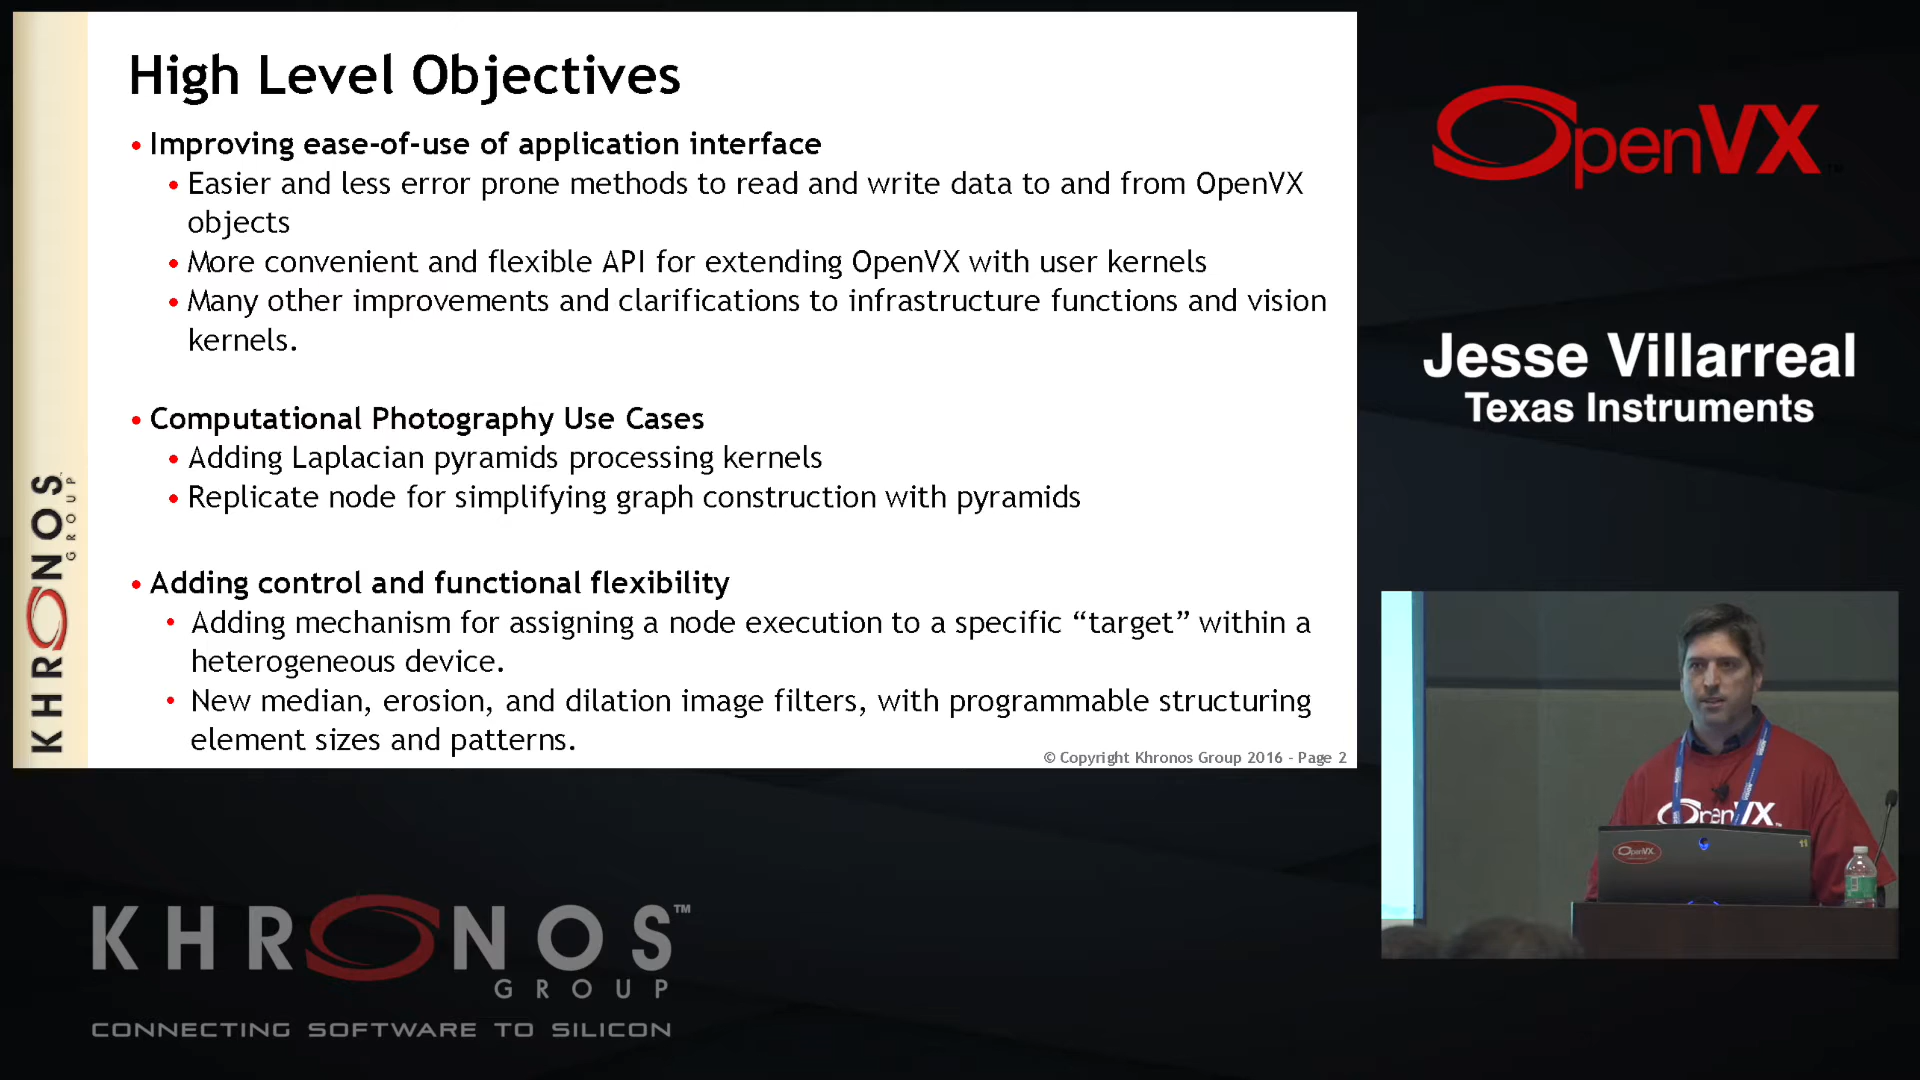 High Level Objectives
• Improving ease-of-use of application interface
• Easier and less error prone methods to read and write data to and from OpenVX
objects
• More convenient and flexible API for extending OpenVX with user kernels
• Many other improvements and clarifications to infrastructure functions and vision
kernels.
• Computational Photography Use Cases
• Adding Laplacian pyramids processing kernels
• Replicate node for simplifying graph construction with pyramids
• Adding control and functional flexibility
• Adding mechanism for assigning a node execution to a specific “target” within a
heterogeneous device.
• New median, erosion, and dilation image filters, with programmable structuring
element sizes and patterns.
© Copyright Khronos Group 2016 - Page 2
KHRONOS
GROUP
OpenVX
Jesse Villarreal
Texas Instruments
OpenVX
OpenVX
KHRONOS™
GROUP
CONNECTING SOFTWARE TO SILICON